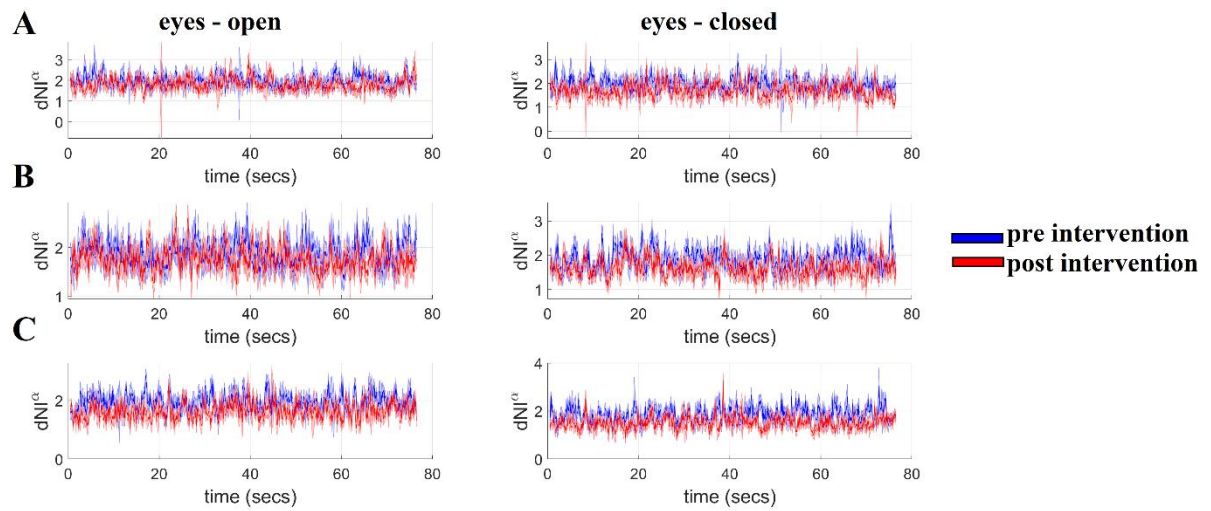 A
eyes - open
eyes - closed
dNI^α
3
2
1
0
0 20 40 60 80
time (secs)
dNI^α
3
2
1
0
0 20 40 60 80
time (secs)
B
dNI^α
2
1
0 20 40 60 80
time (secs)
dNI^α
3
2
1
0 20 40 60 80
time (secs)
pre intervention
post intervention
C
dNI^α
2
0
0 20 40 60 80
time (secs)
dNI^α
4
2
0
0 20 40 60 80
time (secs)